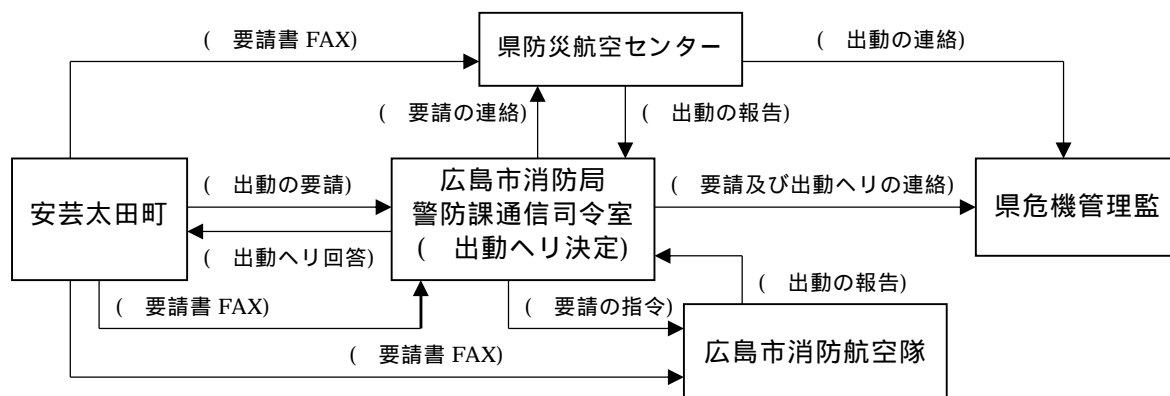 (　要請書 FAX)
県防災航空センター
(　出動の連絡)
(　要請の連絡)
(　出動の報告)
安芸太田町
(　出動の要請)
広島市消防局
警防課通信司令室
(　出動ヘリ決定)
(　要請及び出動ヘリの連絡)
県危機管理監
(　出動ヘリ回答)
(　要請書 FAX)
(　要請の指令)
(　出動の報告)
(　要請書 FAX)
広島市消防航空隊